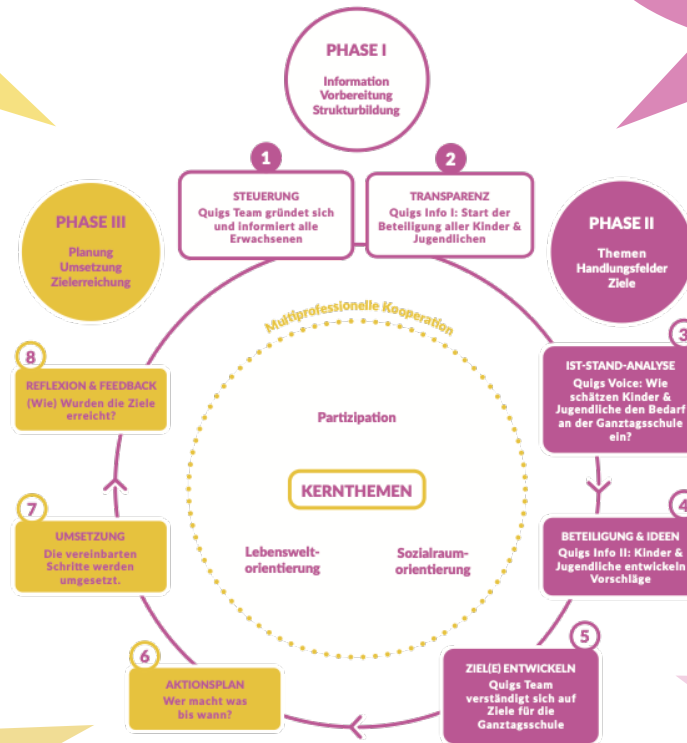 PHASE I
Information
Vorbereitung
Strukturbildung
1
STEUERUNG
Quigs Team gründet sich
und informiert alle
Erwachsenen
2
TRANSPARENZ
Quigs Info I: Start der
Beteiligung aller Kinder &
Jugendlichen
PHASE II
Themen
Handlungsfelder
Ziele
3
IST-STAND-ANALYSE
Quigs Voice: Wie
schätzen Kinder &
Jugendliche den Bedarf
an der Ganztagsschule
ein?
4
BETEILIGUNG & IDEEN
Quigs Info II: Kinder &
Jugendliche entwickeln
Vorschläge
5
ZIEL(E) ENTWICKELN
Quigs Team
verständigt sich auf
Ziele für die
Ganztagsschule
PHASE III
Planung
Umsetzung
Zielerreichung
6
AKTIONSPLAN
Wer macht was
bis wann?
7
UMSETZUNG
Die vereinbarten
Schritte werden
umgesetzt.
8
REFLEXION & FEEDBACK
(Wie) Wurden die Ziele
erreicht?
Multiprofessionelle Kooperation
Partizipation
KERNTHEMEN
Lebenswelt-
orientierung
Sozialraum-
orientierung